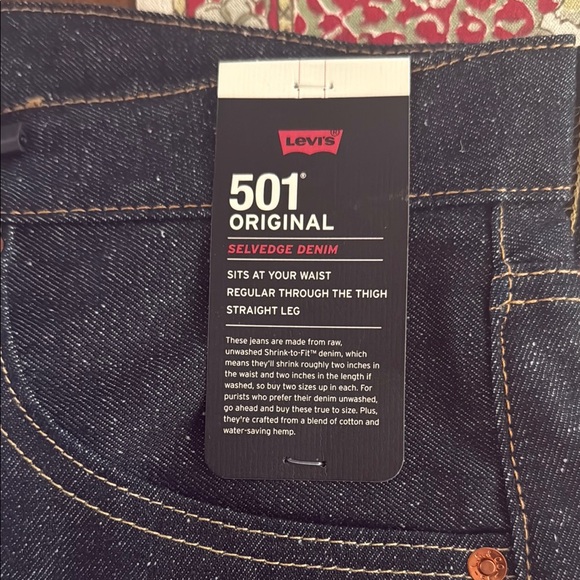 LEVI'S®
501®
ORIGINAL
SELVEDGE DENIM
SITS AT YOUR WAIST
REGULAR THROUGH THE THIGH
STRAIGHT LEG
These jeans are made from raw,
unwashed Shrink-to-Fit™ denim, which
means they'll shrink roughly two inches in
the waist and two inches in the length if
washed, so buy two sizes up in each. For
purists who prefer their denim unwashed,
go ahead and buy these true to size. Plus,
they're crafted from a blend of cotton and
water-saving hemp.